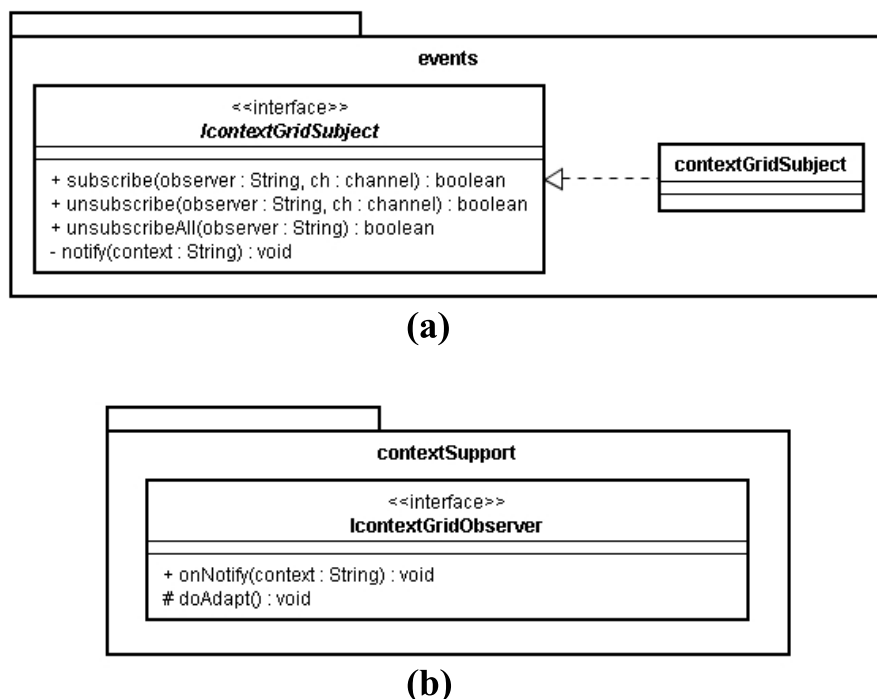 events
<<interface>>
IcontextGridSubject
+ subscribe(observer : String, ch : channel) : boolean
+ unsubscribe(observer : String, ch : channel) : boolean
+ unsubscribeAll(observer : String) : boolean
- notify(context : String) : void
contextGridSubject
(a)
contextSupport
<<interface>>
IcontextGridObserver
+ onNotify(context : String) : void
# doAdapt() : void
(b)